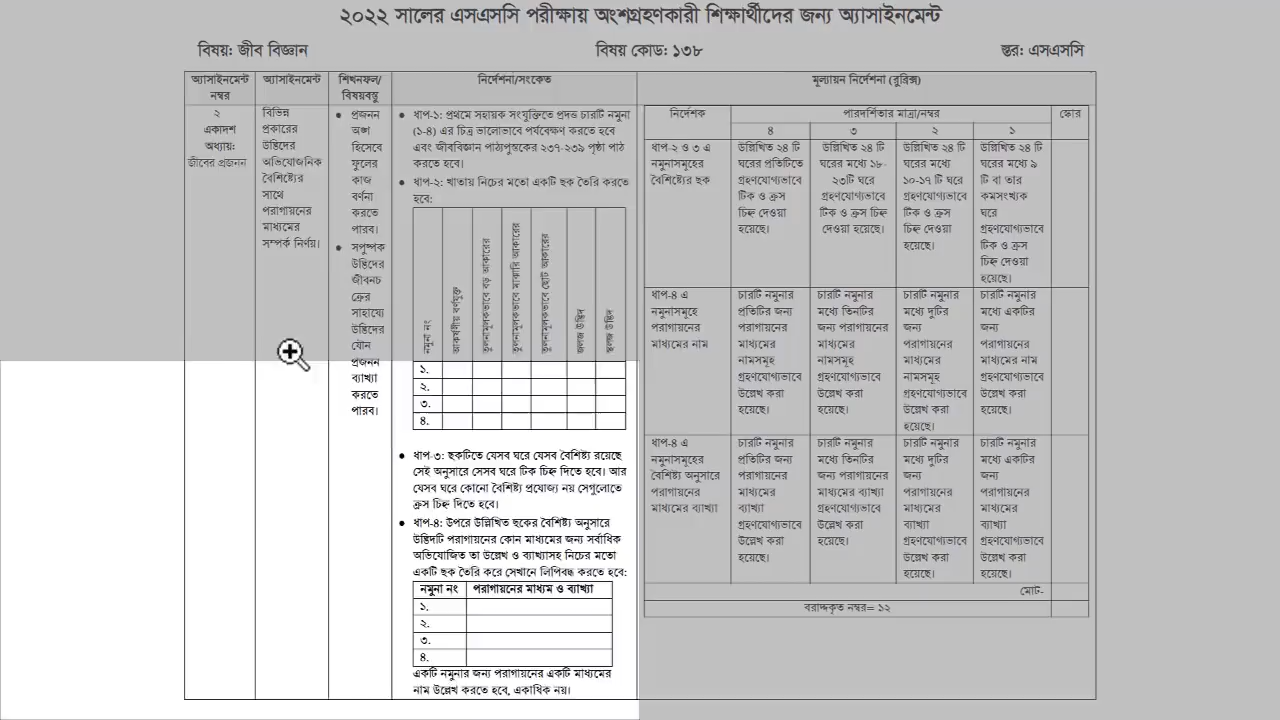 ২০২২ সালের এসএসসি পরীক্ষায় অংশগ্রহণকারী শিক্ষার্থীদের জন্য অ্যাসাইনমেন্ট
বিষয়: জীব বিজ্ঞান
বিষয় কোড: ১৩৮
স্তর: এসএসসি
অ্যাসাইনমেন্ট
নম্বর
অ্যাসাইনমেন্ট
শিখনফল/
বিষয়বস্তু
নির্দেশনা/সংকেত
মূল্যায়ন নির্দেশনা (রুব্রিক্স)
২
একাদশ
অধ্যায়:
জীবের প্রজনন
বিভিন্ন
প্রকারের
উদ্ভিদের
অভিযোজনিক
বৈশিষ্ট্যের
সাথে
পরাগায়নের
মাধ্যমের
সম্পর্ক নির্ণয়।
● প্রজনন
অঙ্গ
হিসেবে
ফুলের
কাজ
বর্ণনা
করতে
পারব।
● সপুষ্পক
উদ্ভিদের
জীবনচ
ক্রের
সাহায্যে
উদ্ভিদের
যৌন
প্রজনন
ব্যাখ্যা
করতে
পারব।
● ধাপ-১: প্রথমে সহায়ক সংযুক্তিতে প্রদত্ত চারটি নমুনা
(১-৪) এর চিত্র ভালোভাবে পর্যবেক্ষণ করতে হবে
এবং জীববিজ্ঞান পাঠ্যপুস্তকের ২৩৭-২৩৯ পৃষ্ঠা পাঠ
করতে হবে।
● ধাপ-২: খাতায় নিচের মতো একটি ছক তৈরি করতে
হবে:
নমুনা নং
আকর্ষণীয় বর্ণযুক্ত
তুলনামূলকভাবে বড় আকারের
তুলনামূলকভাবে মাঝারি আকারের
তুলনামূলকভাবে ছোট আকারের
জলজ উদ্ভিদ
স্থলজ উদ্ভিদ
১.
২.
৩.
৪.
● ধাপ-৩: ছকটিতে যেসব ঘরে যেসব বৈশিষ্ট্য রয়েছে
সেই অনুসারে সেসব ঘরে টিক চিহ্ন দিতে হবে। আর
যেসব ঘরে কোনো বৈশিষ্ট্য প্রযোজ্য নয় সেগুলোতে
ক্রস চিহ্ন দিতে হবে।
● ধাপ-৪: উপরে উল্লিখিত ছকের বৈশিষ্ট্য অনুসারে
উদ্ভিদটি পরাগায়নের কোন মাধ্যমের জন্য সর্বাধিক
অভিযোজিত তা উল্লেখ ও ব্যাখ্যাসহ নিচের মতো
একটি ছক তৈরি করে সেখানে লিপিবদ্ধ করতে হবে:
নমুনা নং
পরাগায়নের মাধ্যম ও ব্যাখ্যা
১.
২.
৩.
৪.
একটি নমুনার জন্য পরাগায়নের একটি মাধ্যমের
নাম উল্লেখ করতে হবে, একাধিক নয়।
নির্দেশক
পারদর্শিতার মাত্রা/নম্বর
স্কোর
৪
৩
২
১
ধাপ-২ ও ৩ এ
নমুনাসমূহের
বৈশিষ্ট্যের ছক
উল্লিখিত ২৪ টি
ঘরের প্রতিটিতে
গ্রহণযোগ্যভাবে
টিক ও ক্রস
চিহ্ন দেওয়া
হয়েছে।
উল্লিখিত ২৪ টি
ঘরের মধ্যে ১৮-
২৩টি ঘরে
গ্রহণযোগ্যভাবে
টিক ও ক্রস চিহ্ন
দেওয়া হয়েছে।
উল্লিখিত ২৪ টি
ঘরের মধ্যে
১০-১৭ টি ঘরে
গ্রহণযোগ্যভাবে
টিক ও ক্রস
চিহ্ন দেওয়া
হয়েছে।
উল্লিখিত ২৪ টি
ঘরের মধ্যে ৯
টি বা তার
কমসংখ্যক
ঘরে
গ্রহণযোগ্যভাবে
টিক ও ক্রস
চিহ্ন দেওয়া
হয়েছে।
ধাপ-৪ এ
নমুনাসমূহে
পরাগায়নের
মাধ্যমের নাম
চারটি নমুনার
প্রতিটির জন্য
পরাগায়নের
মাধ্যমের
নামসমূহ
গ্রহণযোগ্যভাবে
উল্লেখ করা
হয়েছে।
চারটি নমুনার
মধ্যে তিনটির
জন্য পরাগায়নের
মাধ্যমের
নামসমূহ
গ্রহণযোগ্যভাবে
উল্লেখ করা
হয়েছে।
চারটি নমুনার
মধ্যে দুটির
জন্য
পরাগায়নের
মাধ্যমের
নামসমূহ
গ্রহণযোগ্যভাবে
উল্লেখ করা
হয়েছে।
চারটি নমুনার
মধ্যে একটির
জন্য
পরাগায়নের
মাধ্যমের নাম
গ্রহণযোগ্যভাবে
উল্লেখ করা
হয়েছে।
ধাপ-৪ এ
নমুনাসমূহের
বৈশিষ্ট্য অনুসারে
পরাগায়নের
মাধ্যমের ব্যাখ্যা
চারটি নমুনার
প্রতিটির জন্য
পরাগায়নের
মাধ্যমের
ব্যাখ্যা
গ্রহণযোগ্যভাবে
উল্লেখ করা
হয়েছে।
চারটি নমুনার
মধ্যে তিনটির
জন্য পরাগায়নের
মাধ্যমের ব্যাখ্যা
গ্রহণযোগ্যভাবে
উল্লেখ করা
হয়েছে।
চারটি নমুনার
মধ্যে দুটির
জন্য
পরাগায়নের
মাধ্যমের
ব্যাখ্যা
গ্রহণযোগ্যভাবে
উল্লেখ করা
হয়েছে।
চারটি নমুনার
মধ্যে একটির
জন্য
পরাগায়নের
মাধ্যমের
ব্যাখ্যা
গ্রহণযোগ্যভাবে
উল্লেখ করা
হয়েছে।
মোট-
বরাদ্দকৃত নম্বর= ১২